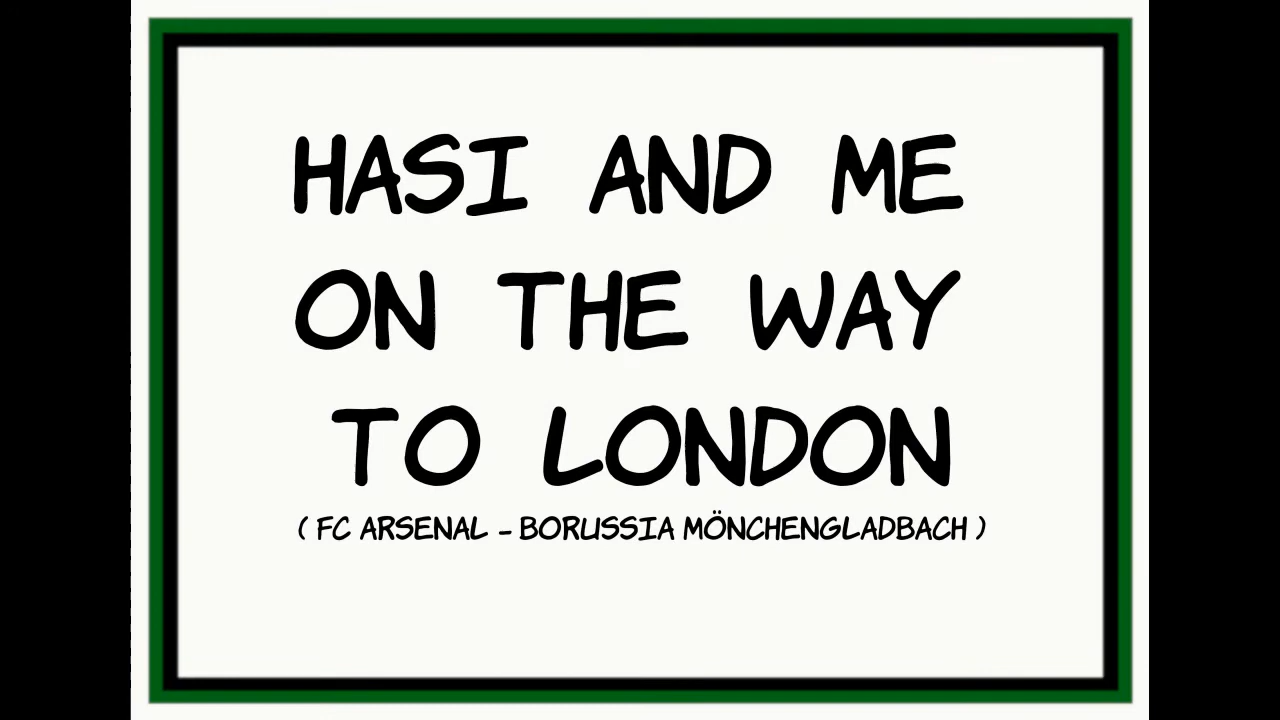 HASI AND ME
ON THE WAY
TO LONDON
( FC ARSENAL - BORUSSIA MÖNCHENGLADBACH )